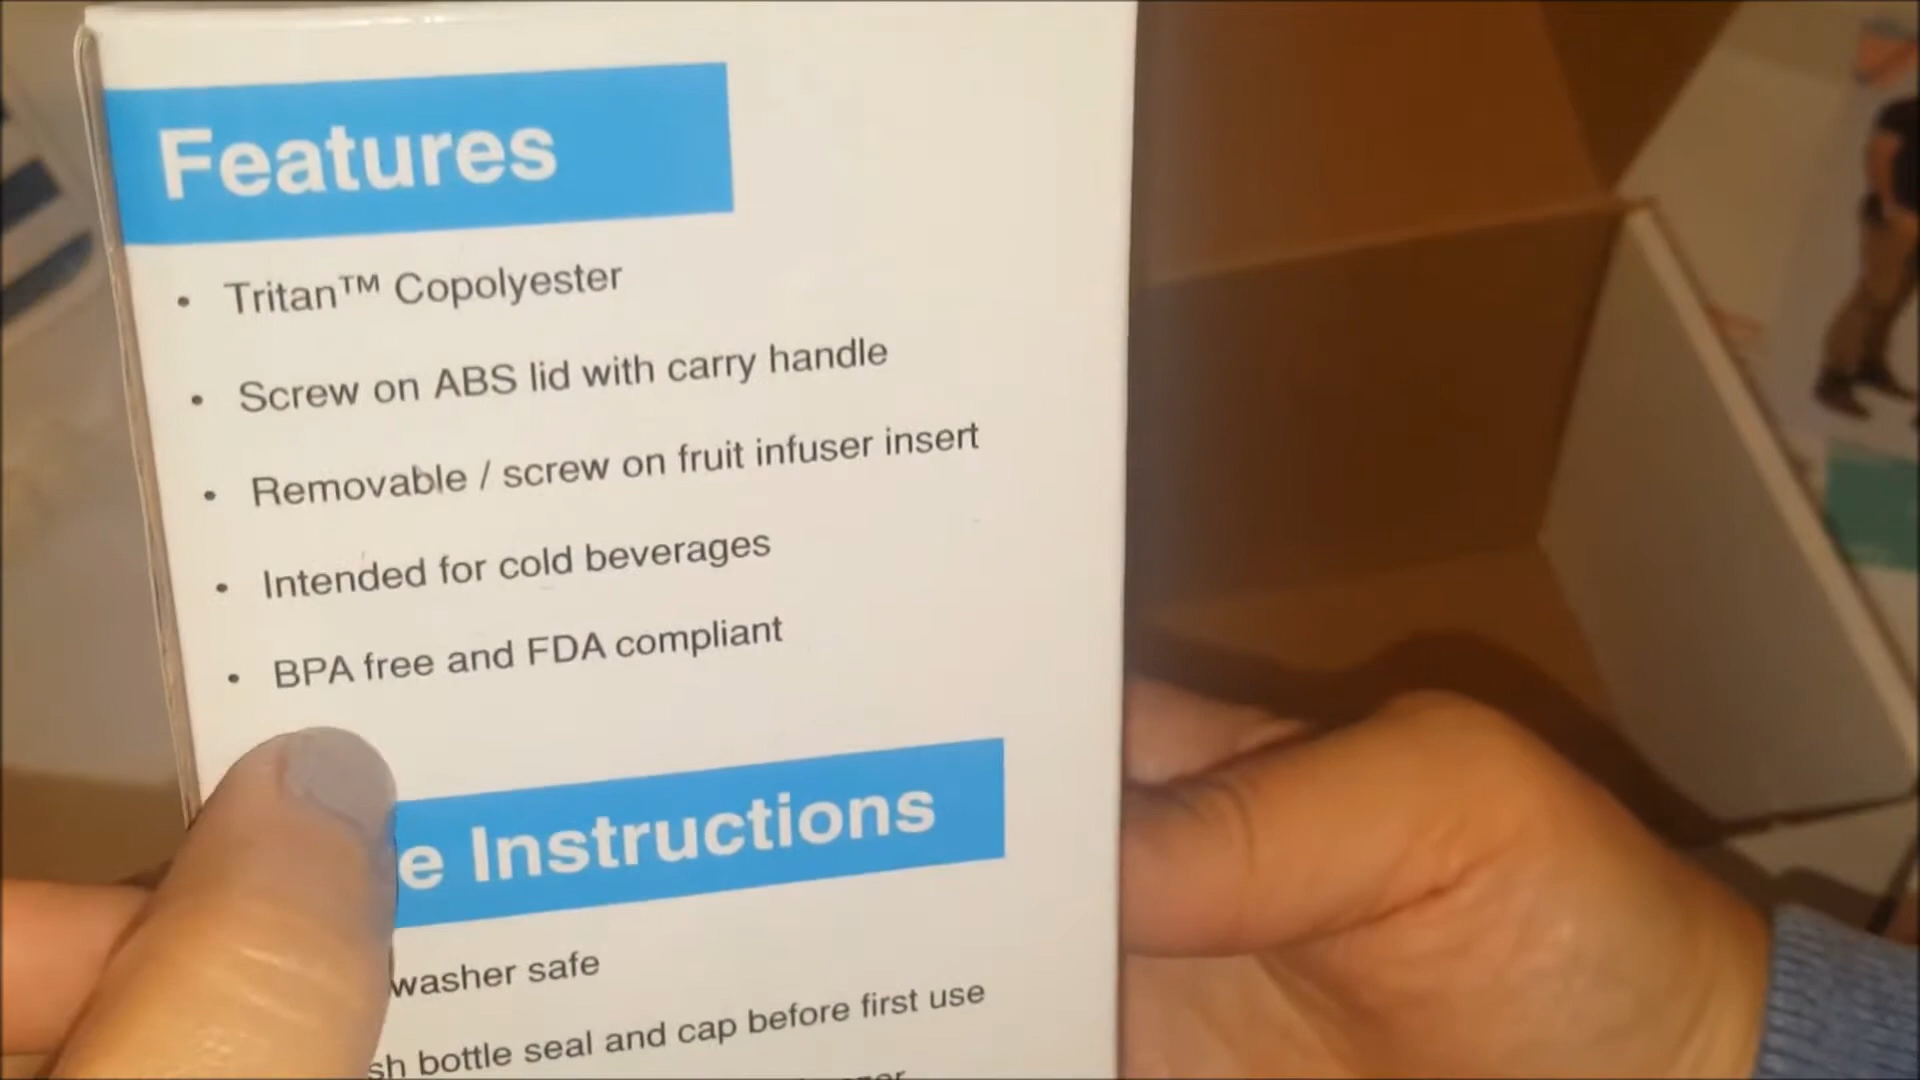 Features
• Tritan™ Copolyester
• Screw on ABS lid with carry handle
• Removable / screw on fruit infuser insert
• Intended for cold beverages
• BPA free and FDA compliant
Instructions
safe
bottle seal and cap before first use